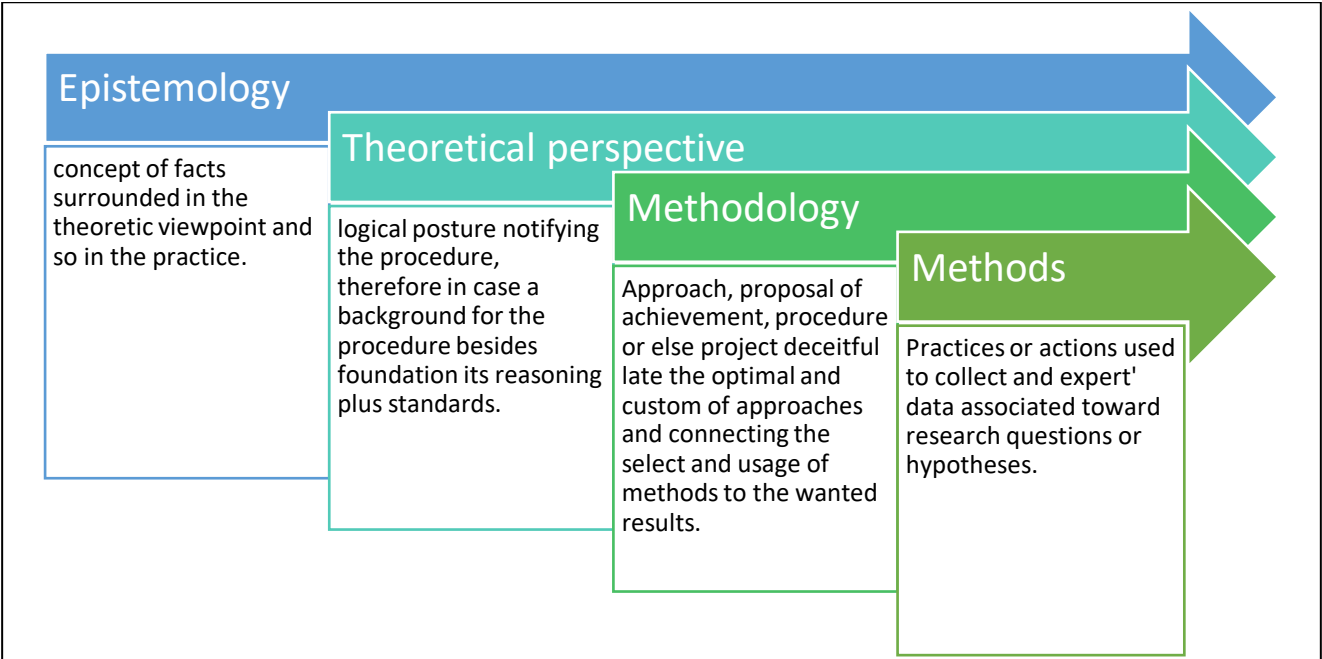 Epistemology
concept of facts
surrounded in the
theoretic viewpoint and
so in the practice.
Theoretical perspective
logical posture notifying
the procedure,
therefore in case a
background for the
procedure besides
foundation its reasoning
plus standards.
Methodology
Approach, proposal of
achievement, procedure
or else project deceitful
late the optimal and
custom of approaches
and connecting the
select and usage of
methods to the wanted
results.
Methods
Practices or actions used
to collect and expert'
data associated toward
research questions or
hypotheses.